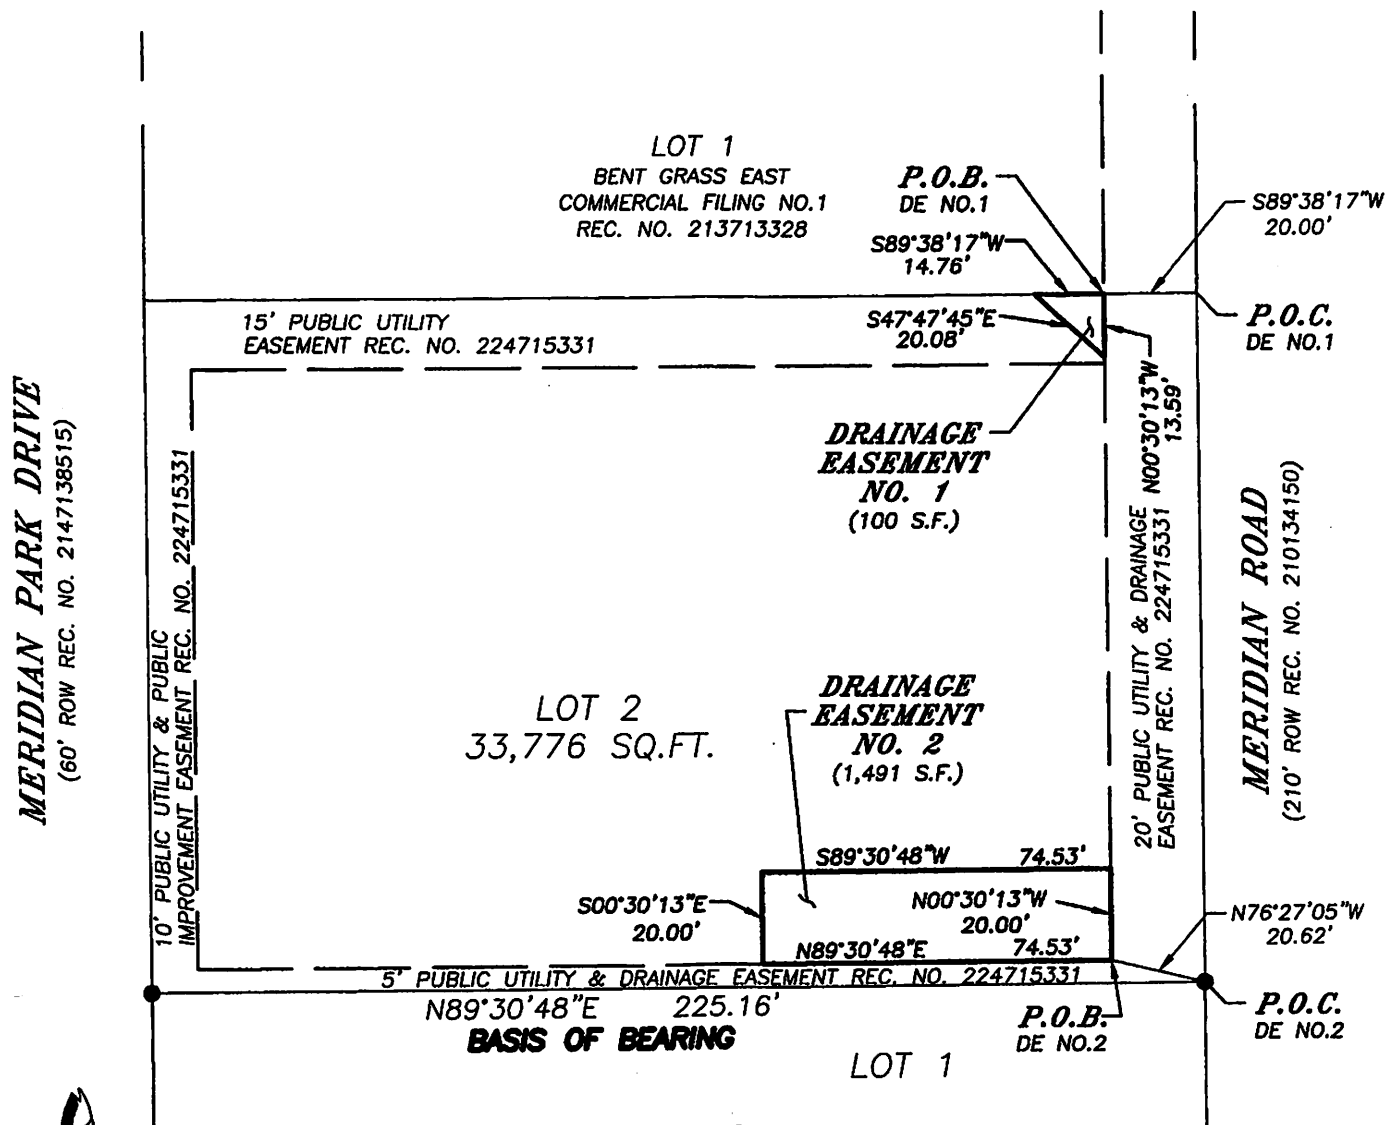 LOT 1
BENT GRASS EAST
COMMERCIAL FILING NO.1
REC. NO. 213713328
P.O.B.
DE NO.1
S89°38'17"W
14.76'
S89°38'17"W
20.00'
P.O.C.
DE NO.1
15' PUBLIC UTILITY
EASEMENT REC. NO. 224715331
S47°47'45"E
20.08'
N00°30'13"W
13.59'
DRAINAGE
EASEMENT
NO. 1
(100 S.F.)
MERIDIAN PARK DRIVE
(60' ROW REC. NO. 214713851​5)
10' PUBLIC UTILITY & PUBLIC
IMPROVEMENT EASEMENT REC. NO. 224715331
20' PUBLIC UTILITY & DRAINAGE
EASEMENT REC. NO. 224715331
MERIDIAN ROAD
(210' ROW REC. NO. 210134150)
LOT 2
33,776 SQ.FT.
DRAINAGE
EASEMENT
NO. 2
(1,491 S.F.)
S89°30'48"W 74.53'
S00°30'13"E
20.00'
N00°30'13"W
20.00'
N89°30'48"E 74.53'
N76°27'05"W
20.62'
5' PUBLIC UTILITY & DRAINAGE EASEMENT REC. NO. 224715331
N89°30'48"E 225.16'
BASIS OF BEARING
P.O.B.
DE NO.2
P.O.C.
DE NO.2
LOT 1